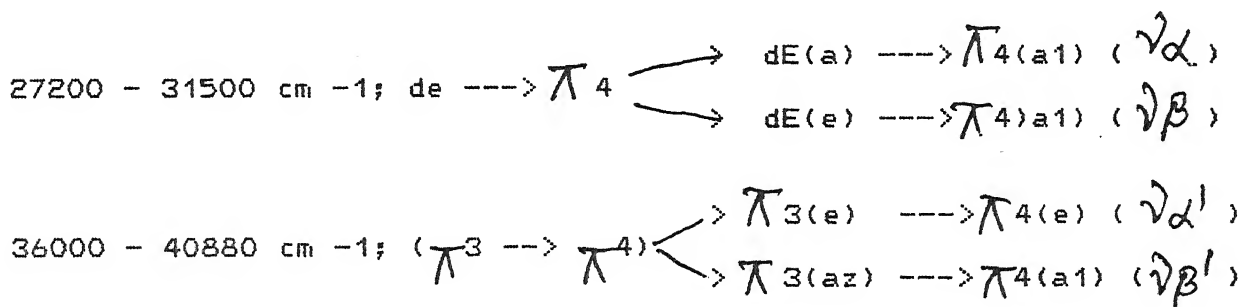 dE(a) ---> π4(a1) (να)
27200 - 31500 cm -1; de ---> π 4
dE(e) ---> π4)a1) (νβ)
> π3(e) ---> π4(e) (να')
36000 - 40880 cm -1; (π3 --> π4)
> π3(az) ---> π4(a1) (νβ')